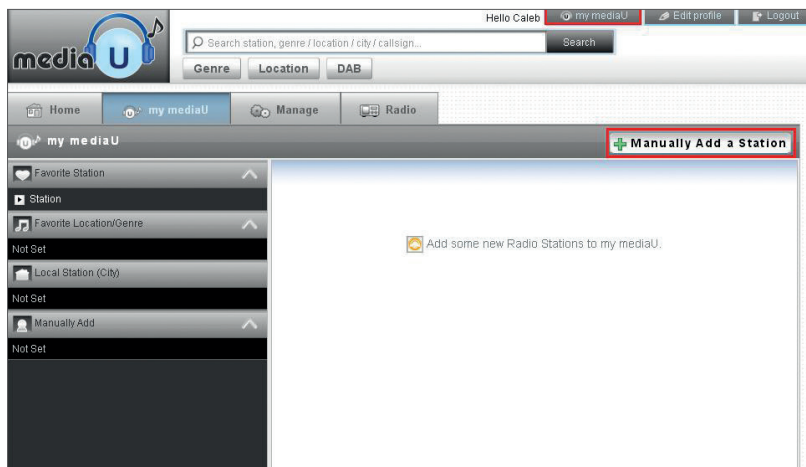 Hello Caleb my mediaU Edit profile Logout
media U
Search station, genre / location / city / callsign... Search
Genre Location DAB
Home my mediaU Manage Radio
my mediaU Manually Add a Station
Favorite Station
Station
Favorite Location/Genre
Not Set
Add some new Radio Stations to my mediaU.
Local Station (City)
Not Set
Manually Add
Not Set